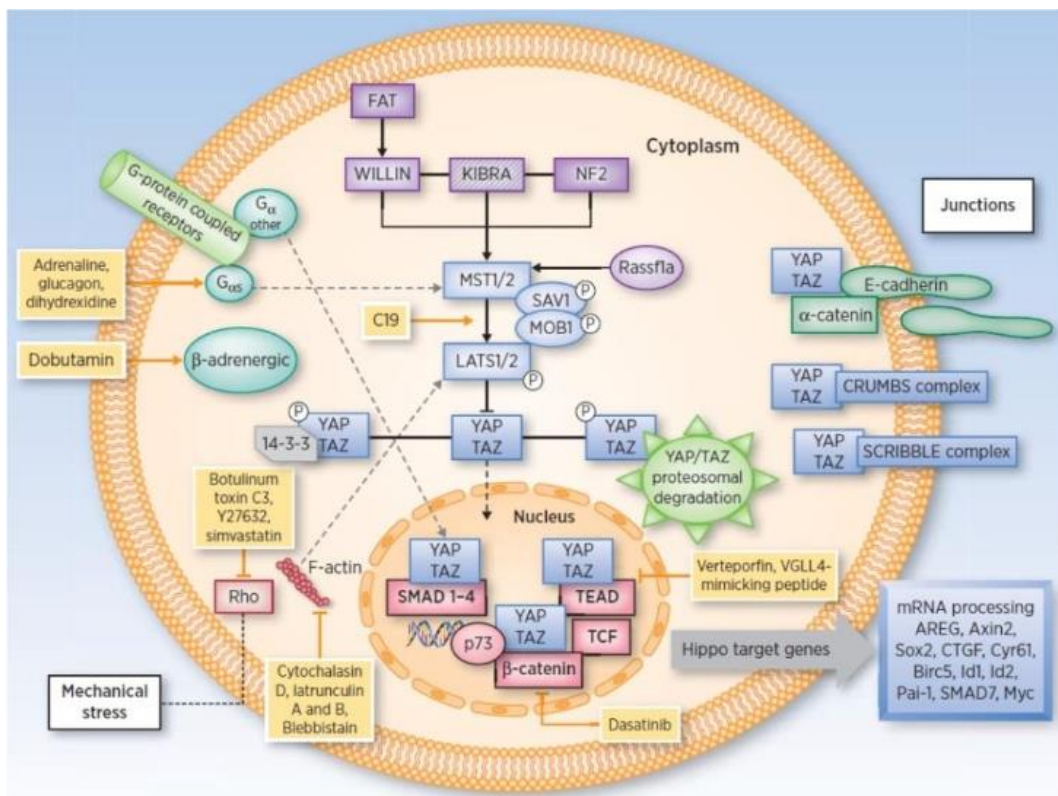 FAT
Cytoplasm
WILLIN
KIBRA
NF2
G-protein coupled
receptors
Gα
other
Junctions
Adrenaline,
glucagon,
dihydrexidine
Gαs
MST1/2
Rassf1a
SAV1
P
MOB1
P
C19
LATS1/2
P
YAP
TAZ
E-cadherin
α-catenin
Dobutamin
β-adrenergic
YAP
TAZ
CRUMBS complex
P
YAP
TAZ
14-3-3
YAP
TAZ
P
YAP
TAZ
YAP/TAZ
proteosomal
degradation
YAP
TAZ
SCRIBBLE complex
Botulinum
toxin C3,
Y27632,
simvastatin
Nucleus
F-actin
Rho
YAP
TAZ
SMAD 1–4
YAP
TAZ
TEAD
Verteporfin, VGLL4-
mimicking peptide
p73
YAP
TAZ
TCF
β-catenin
Hippo target genes
mRNA processing
AREG, Axin2,
Sox2, CTGF, Cyr61,
Birc5, Id1, Id2,
Pai-1, SMAD7, Myc
Mechanical
stress
Cytochalasin
D, latrunculin
A and B,
Blebbistain
Dasatinib